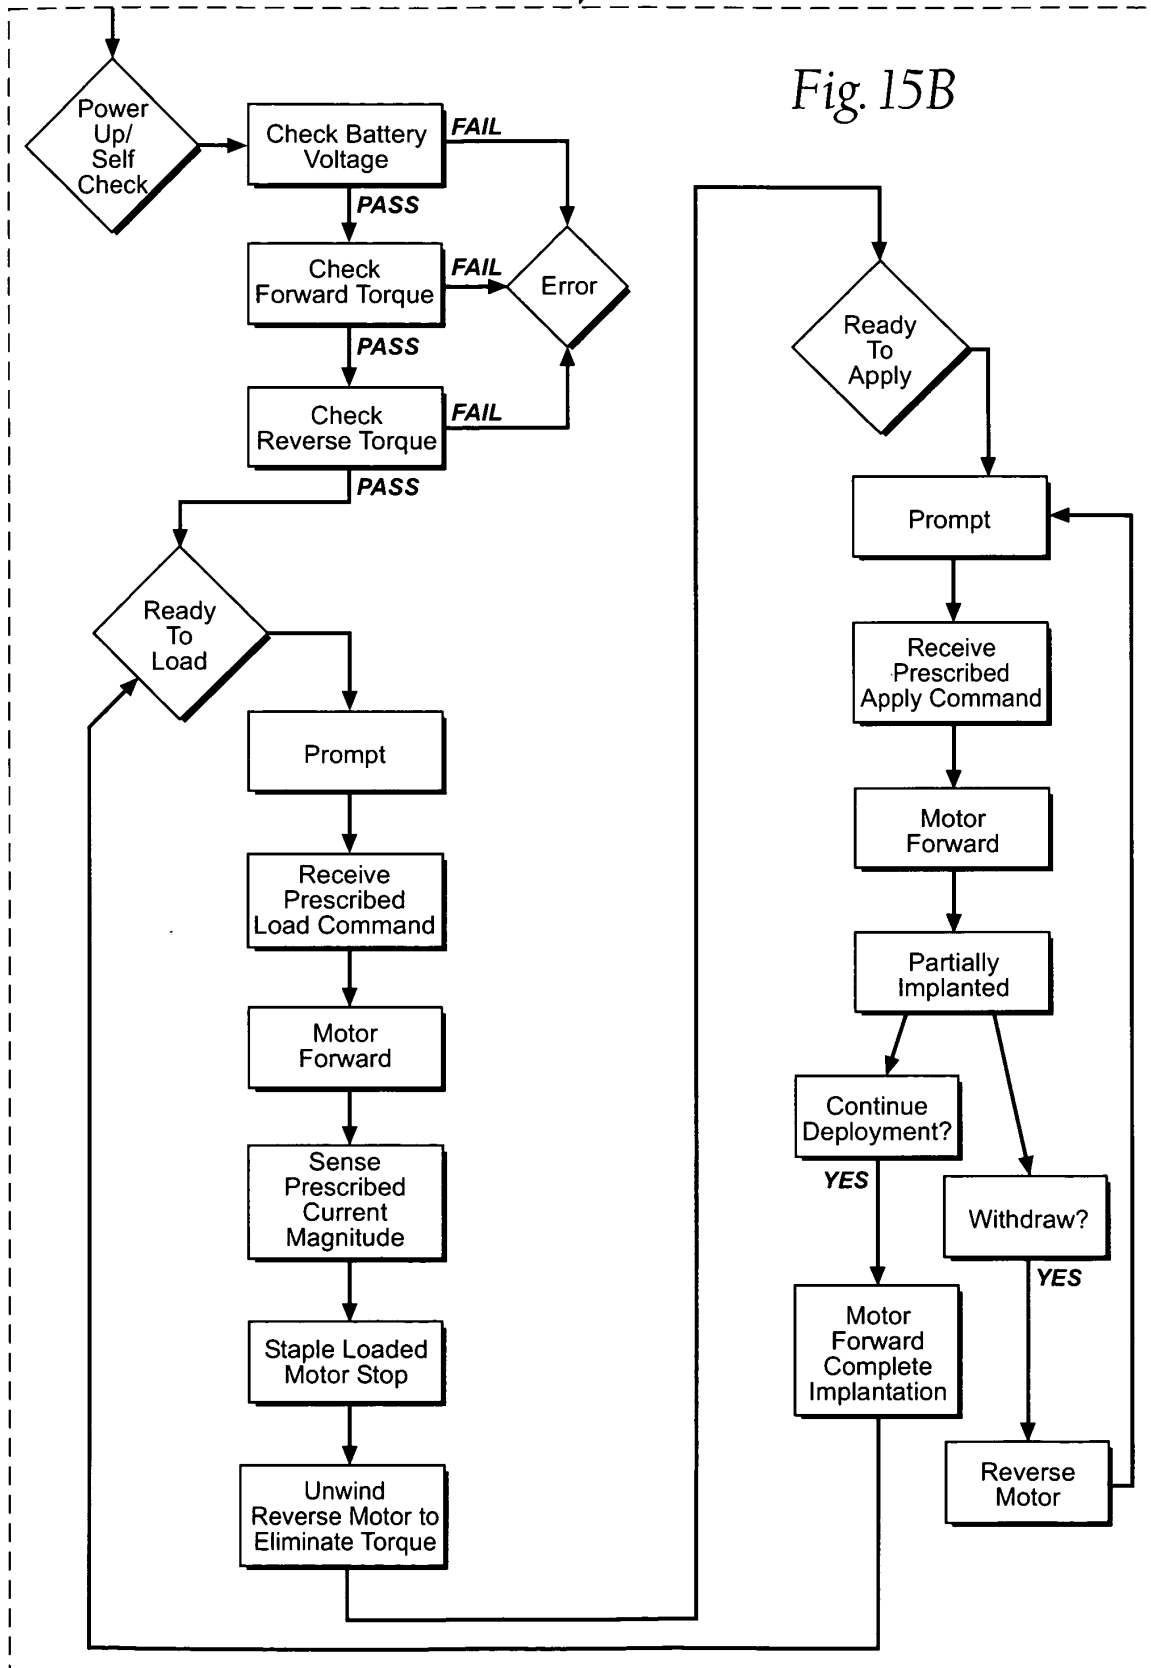 Fig. 15B
Power
Up/
Self
Check
Check Battery
Voltage
FAIL
PASS
Check
Forward Torque
FAIL
Error
PASS
Check
Reverse Torque
FAIL
PASS
Ready
To
Load
Prompt
Receive
Prescribed
Load Command
Motor
Forward
Sense
Prescribed
Current
Magnitude
Staple Loaded
Motor Stop
Unwind
Reverse Motor to
Eliminate Torque
Ready
To
Apply
Prompt
Receive
Prescribed
Apply Command
Motor
Forward
Partially
Implanted
Continue
Deployment?
YES
Withdraw?
YES
Motor
Forward
Complete
Implantation
Reverse
Motor